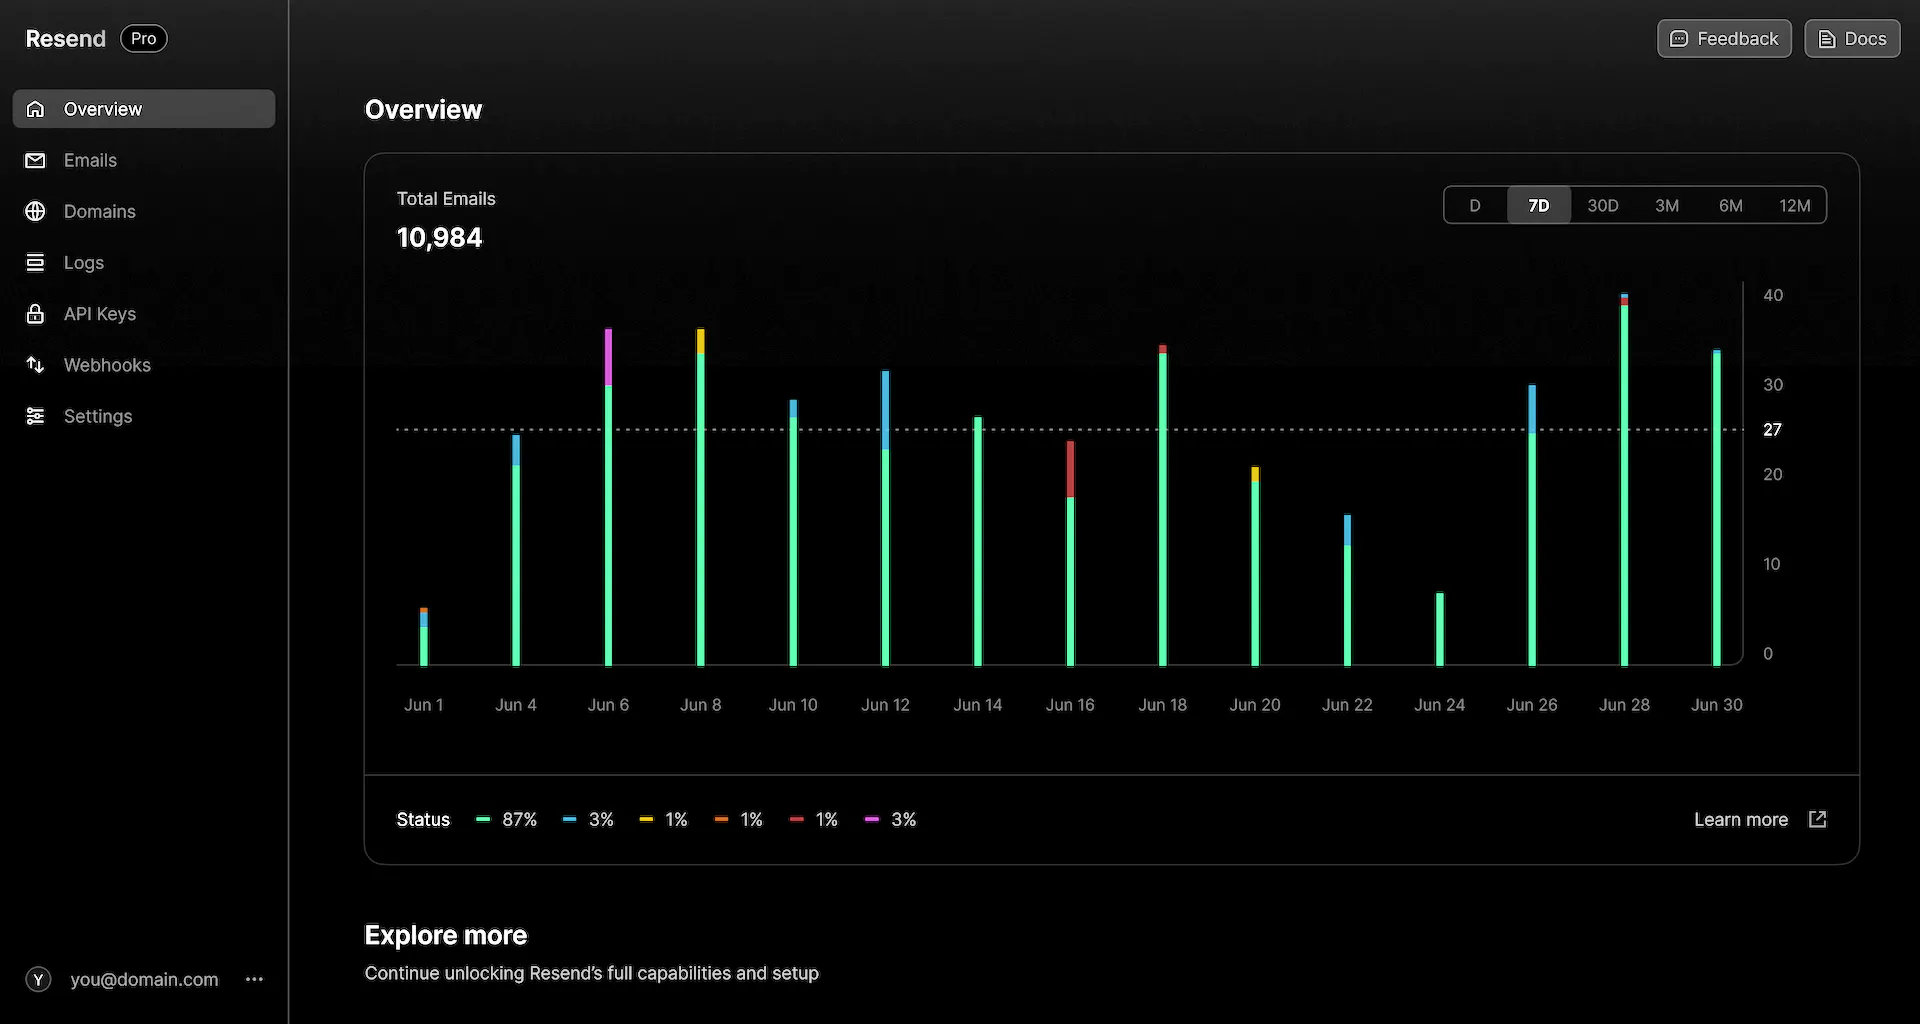 Resend Pro
Feedback
Docs
Overview
Emails
Domains
Logs
API Keys
Webhooks
Settings
Y you@domain.com
Overview
Total Emails
10,984
D 7D 30D 3M 6M 12M
40
30
27
20
10
0
Jun 1 Jun 4 Jun 6 Jun 8 Jun 10 Jun 12 Jun 14 Jun 16 Jun 18 Jun 20 Jun 22 Jun 24 Jun 26 Jun 28 Jun 30
Status 87% 3% 1% 1% 1% 3%
Learn more
Explore more
Continue unlocking Resend’s full capabilities and setup